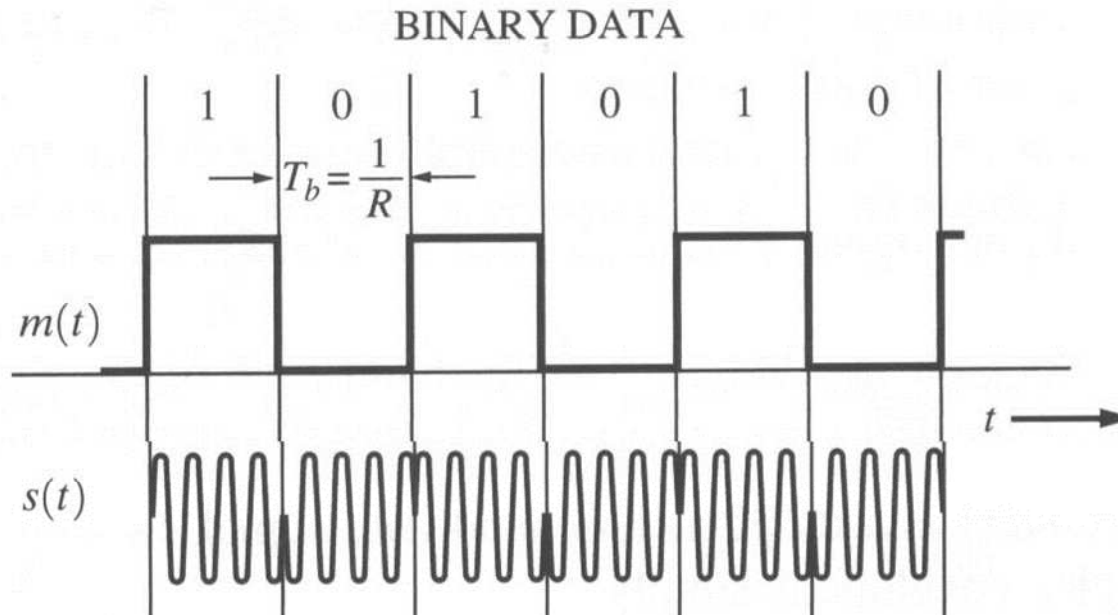 BINARY DATA
1 0 1 0 1 0
T_b = 1/R
m(t)
t
s(t)